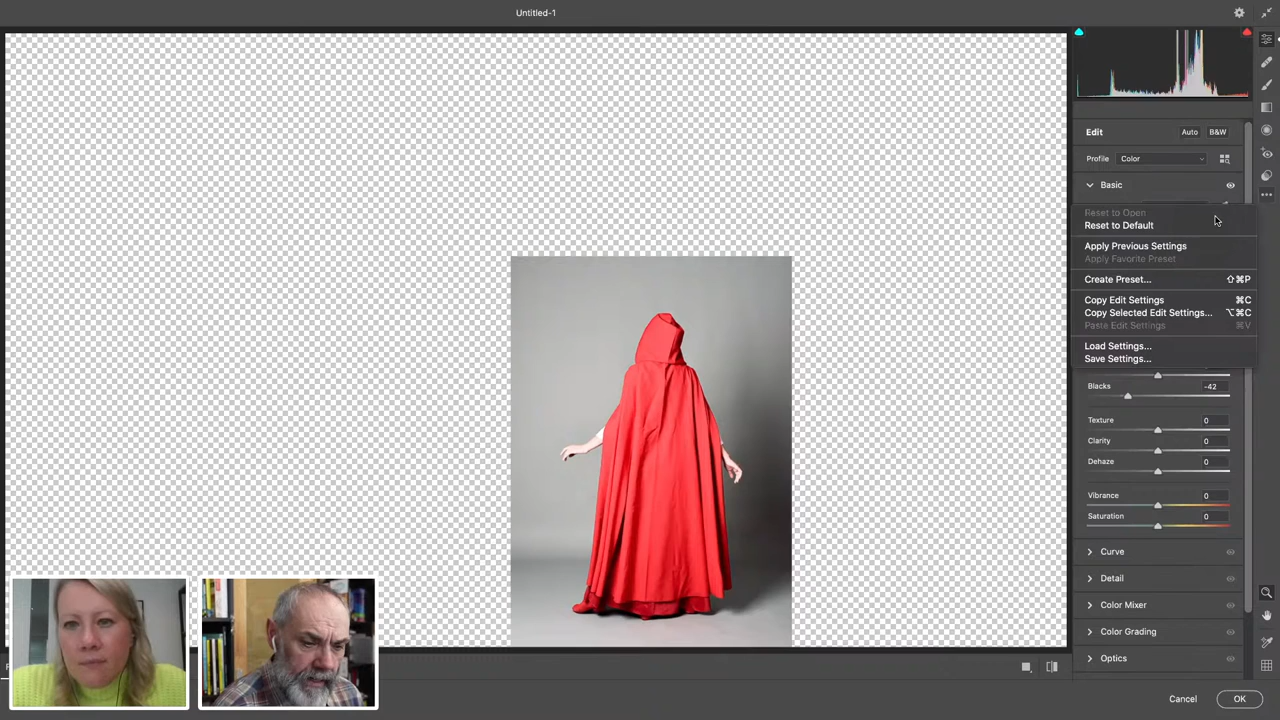 Untitled-1
Edit
Auto
B&W
Profile
Color
Basic
Reset to Open
Reset to Default
Apply Previous Settings
Apply Favorite Preset
Create Preset... ⇧⌘P
Copy Edit Settings ⌘C
Copy Selected Edit Settings... ⌥⌘C
Paste Edit Settings ⌘V
Load Settings...
Save Settings...
Blacks -42
Texture 0
Clarity 0
Dehaze 0
Vibrance 0
Saturation 0
Curve
Detail
Color Mixer
Color Grading
Optics
Cancel
OK